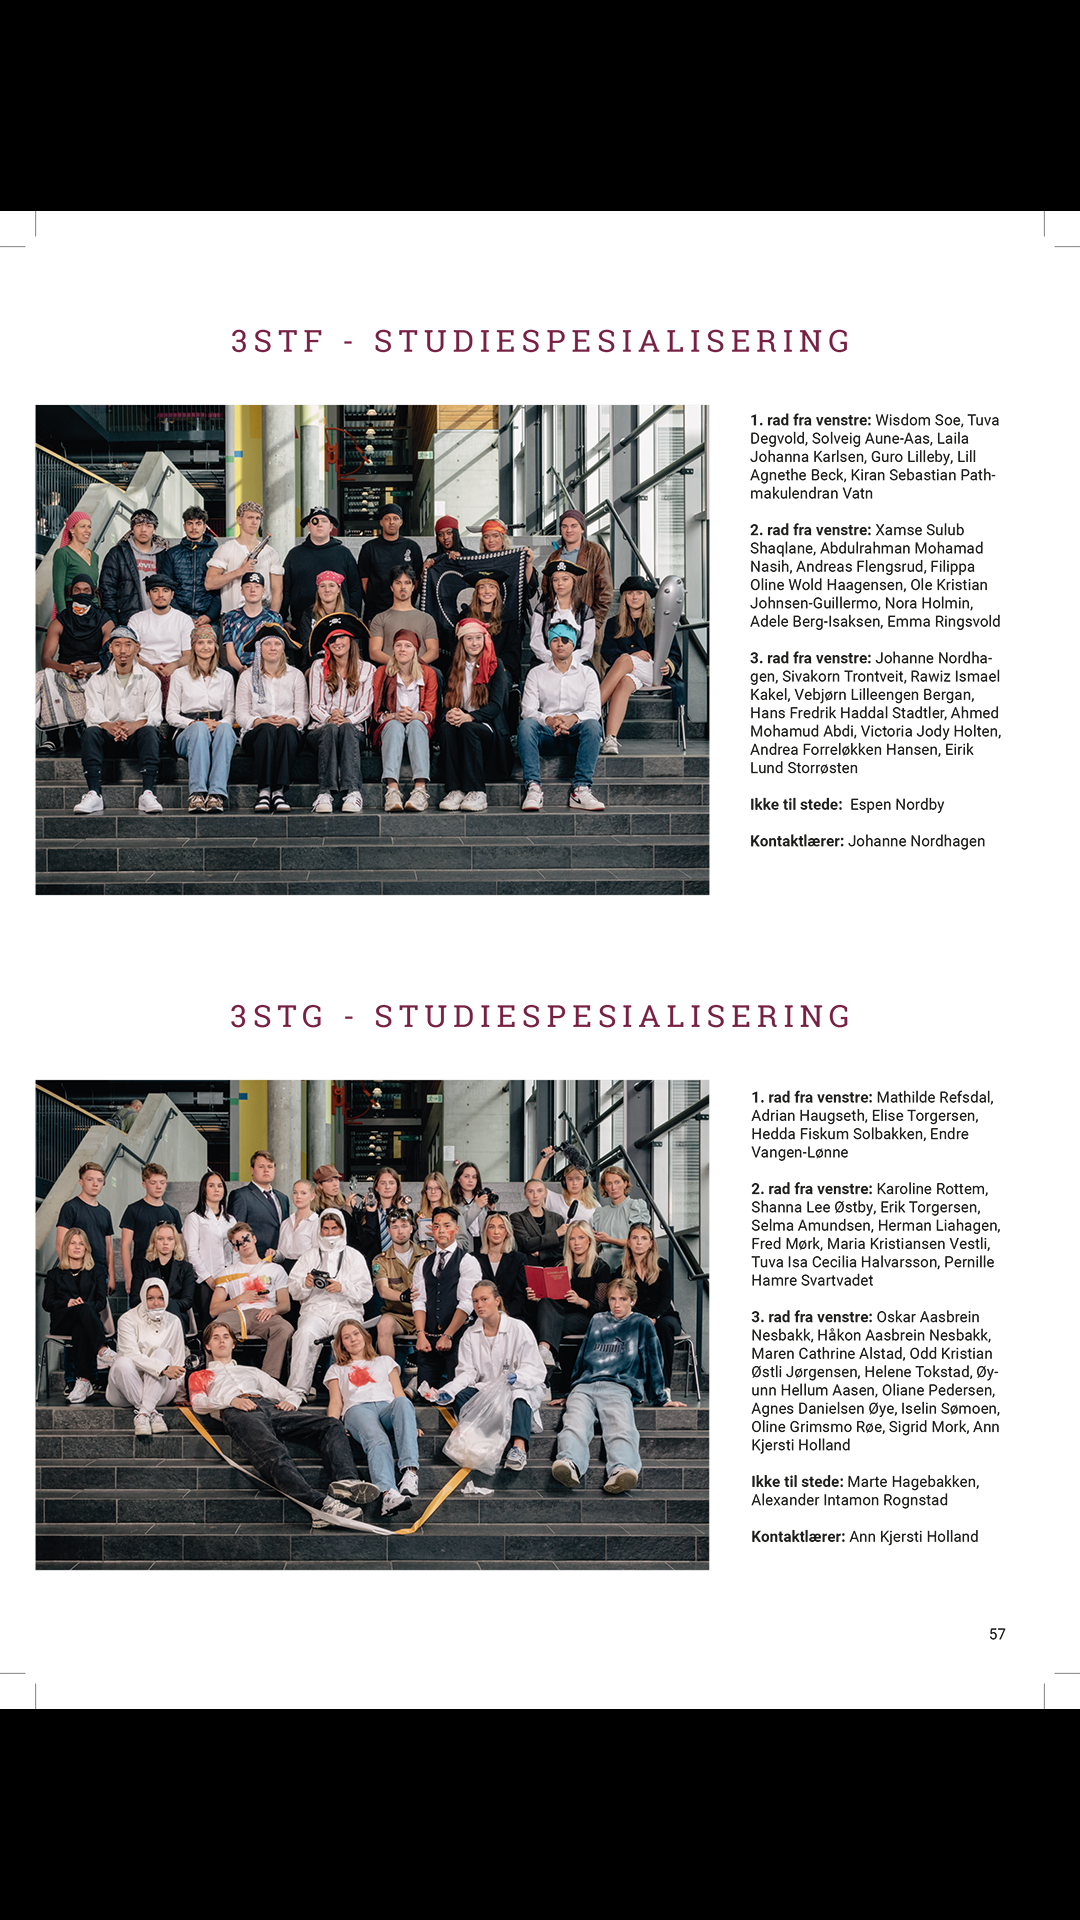 3STF - STUDIESPESIALISERING
1. rad fra venstre: Wisdom Soe, Tuva
Degvold, Solveig Aune-Aas, Laila
Johanna Karlsen, Guro Lilleby, Lill
Agnethe Beck, Kiran Sebastian Path-
makulendran Vatn
2. rad fra venstre: Xamse Sulub
Shaqlane, Abdulrahman Mohamad
Nasih, Andreas Flengsrud, Filippa
Oline Wold Haagensen, Ole Kristian
Johnsen-Guillermo, Nora Holmin,
Adele Berg-Isaksen, Emma Ringsvold
3. rad fra venstre: Johanne Nordha-
gen, Sivakorn Trontveit, Rawiz Ismael
Kakel, Vebjørn Lilleengen Bergan,
Hans Fredrik Haddal Stadtler, Ahmed
Mohamud Abdi, Victoria Jody Holten,
Andrea Forreløkken Hansen, Eirik
Lund Storrøsten
Ikke til stede: Espen Nordby
Kontaktlærer: Johanne Nordhagen
3STG - STUDIESPESIALISERING
1. rad fra venstre: Mathilde Refsdal,
Adrian Haugseth, Elise Torgersen,
Hedda Fiskum Solbakken, Endre
Vangen-Lønne
2. rad fra venstre: Karoline Rottem,
Shanna Lee Østby, Erik Torgersen,
Selma Amundsen, Herman Liahagen,
Fred Mørk, Maria Kristiansen Vestli,
Tuva Isa Cecilia Halvarsson, Pernille
Hamre Svartvadet
3. rad fra venstre: Oskar Aasbrein
Nesbakk, Håkon Aasbrein Nesbakk,
Maren Cathrine Alstad, Odd Kristian
Østli Jørgensen, Helene Tokstad, Øy-
unn Hellum Aasen, Oliane Pedersen,
Agnes Danielsen Øye, Iselin Sømoen,
Oline Grimsmo Røe, Sigrid Mork, Ann
Kjersti Holland
Ikke til stede: Marte Hagebakken,
Alexander Intamon Rognstad
Kontaktlærer: Ann Kjersti Holland
57